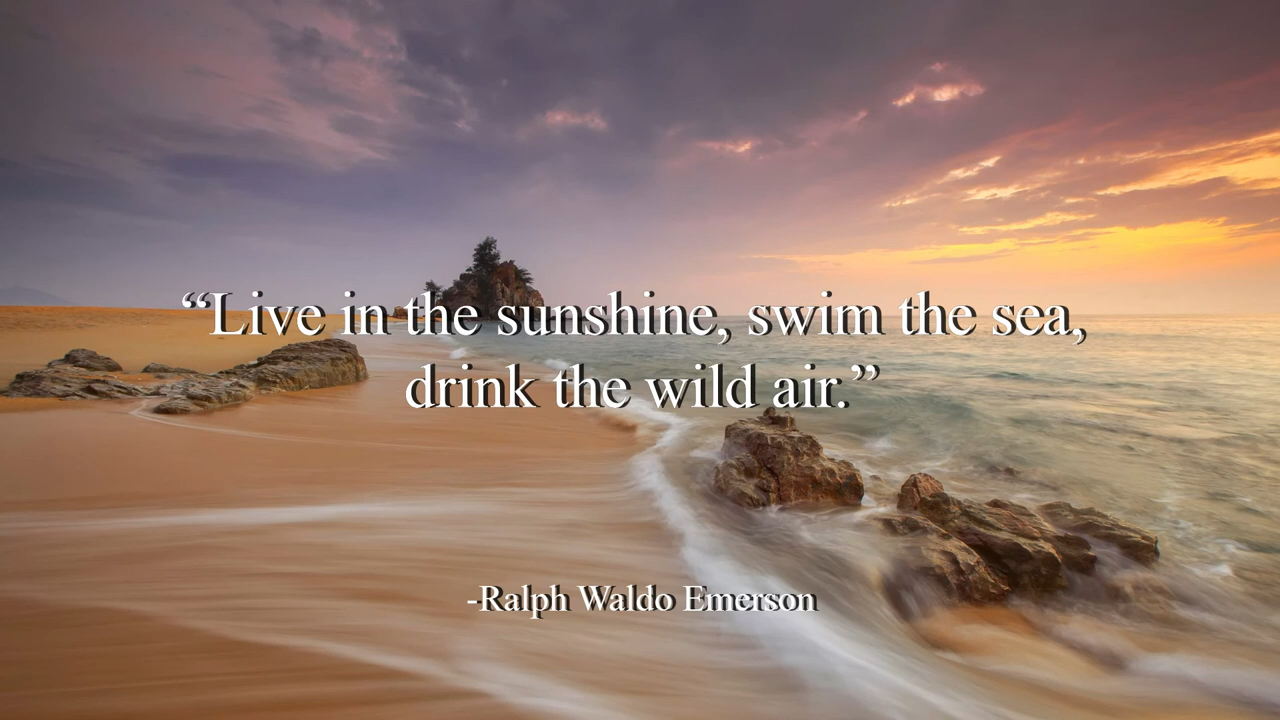 “Live in the sunshine, swim the sea,
drink the wild air.”
-Ralph Waldo Emerson